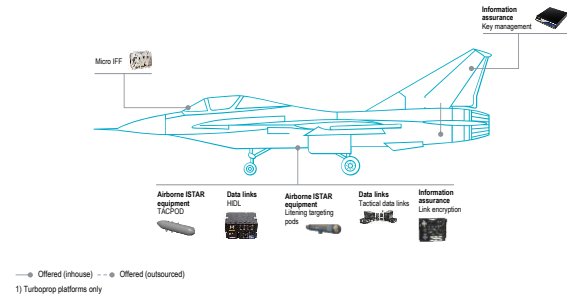 Information
assurance
Key management
Micro IFF
Airborne ISTAR
equipment
TACPOD
Data links
HIDL
Airborne ISTAR
equipment
Litening targeting
pods
Data links
Tactical data links
Information
assurance
Link encryption
Offered (inhouse)
Offered (outsourced)
1) Turboprop platforms only